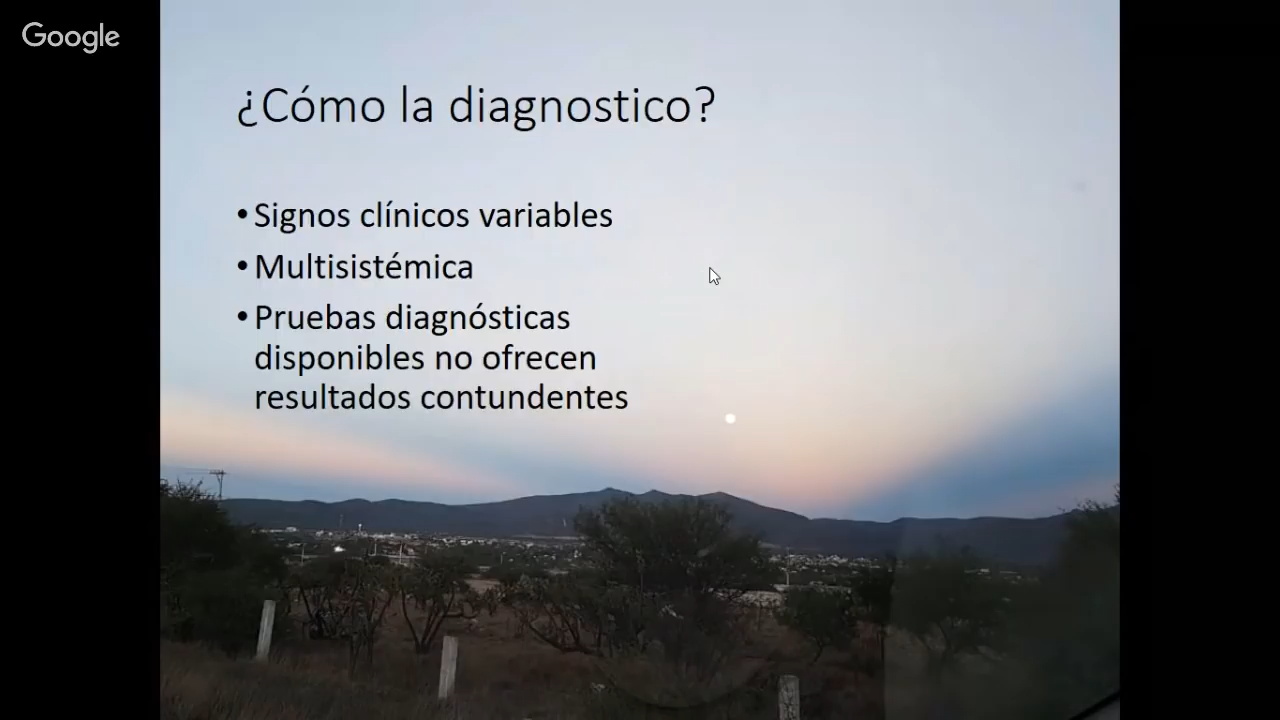 Google
¿Cómo la diagnostico?
•Signos clínicos variables
•Multisistémica
•Pruebas diagnósticas
disponibles no ofrecen
resultados contundentes